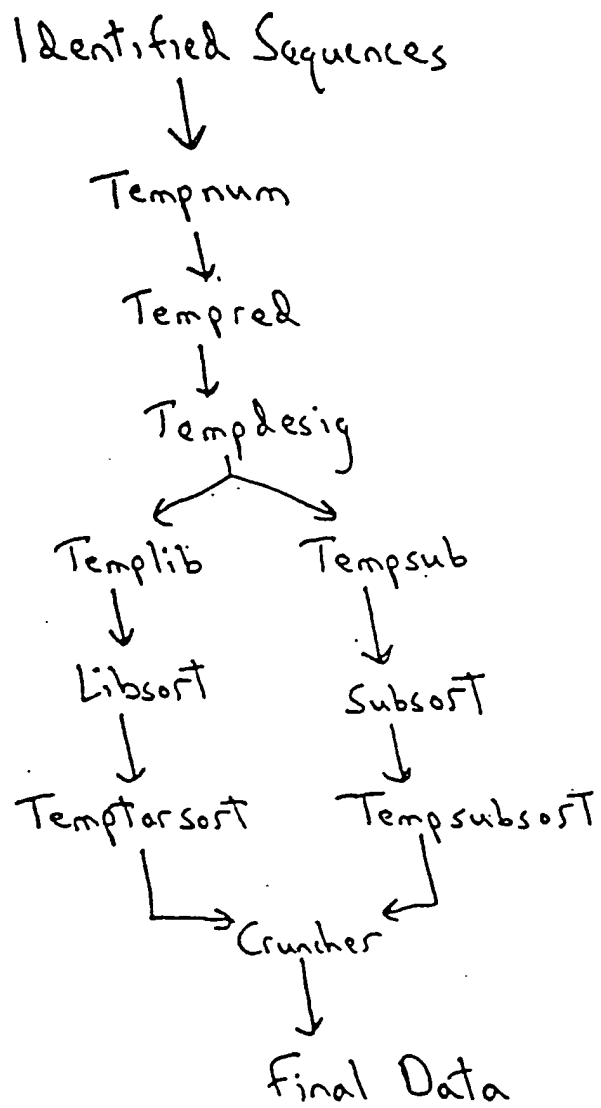 Identified Sequences
Tempnum
Tempred
Tempdesig
Templib Tempsub
Libsort Subsort
Temptarsort Tempsubsort
Cruncher
Final Data